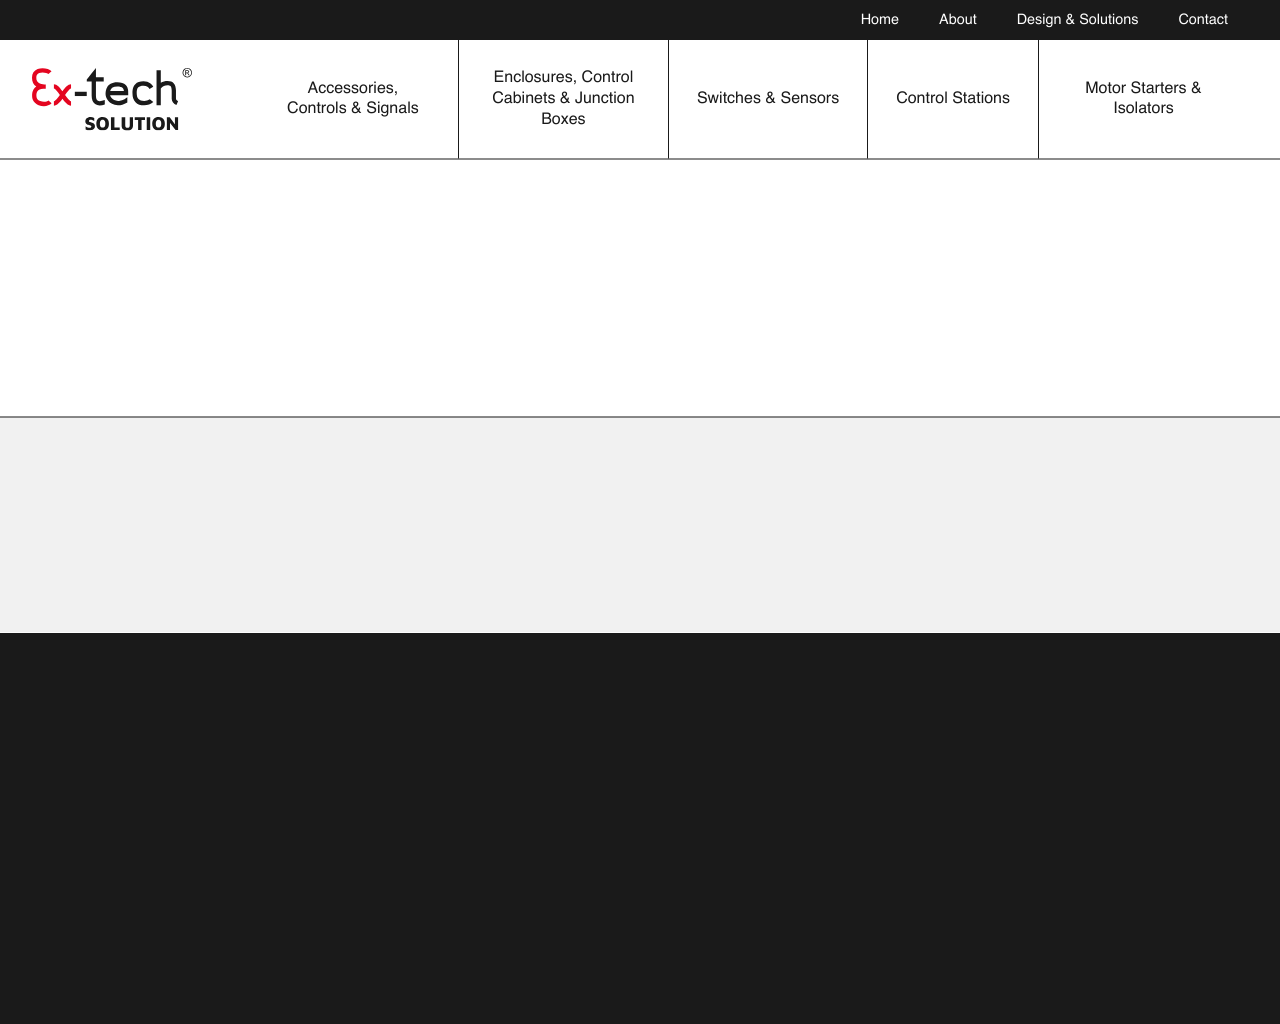 Home About Design & Solutions Contact
Ex-tech®
SOLUTION
Accessories,
Controls & Signals
Enclosures, Control
Cabinets & Junction
Boxes
Switches & Sensors
Control Stations
Motor Starters &
Isolators